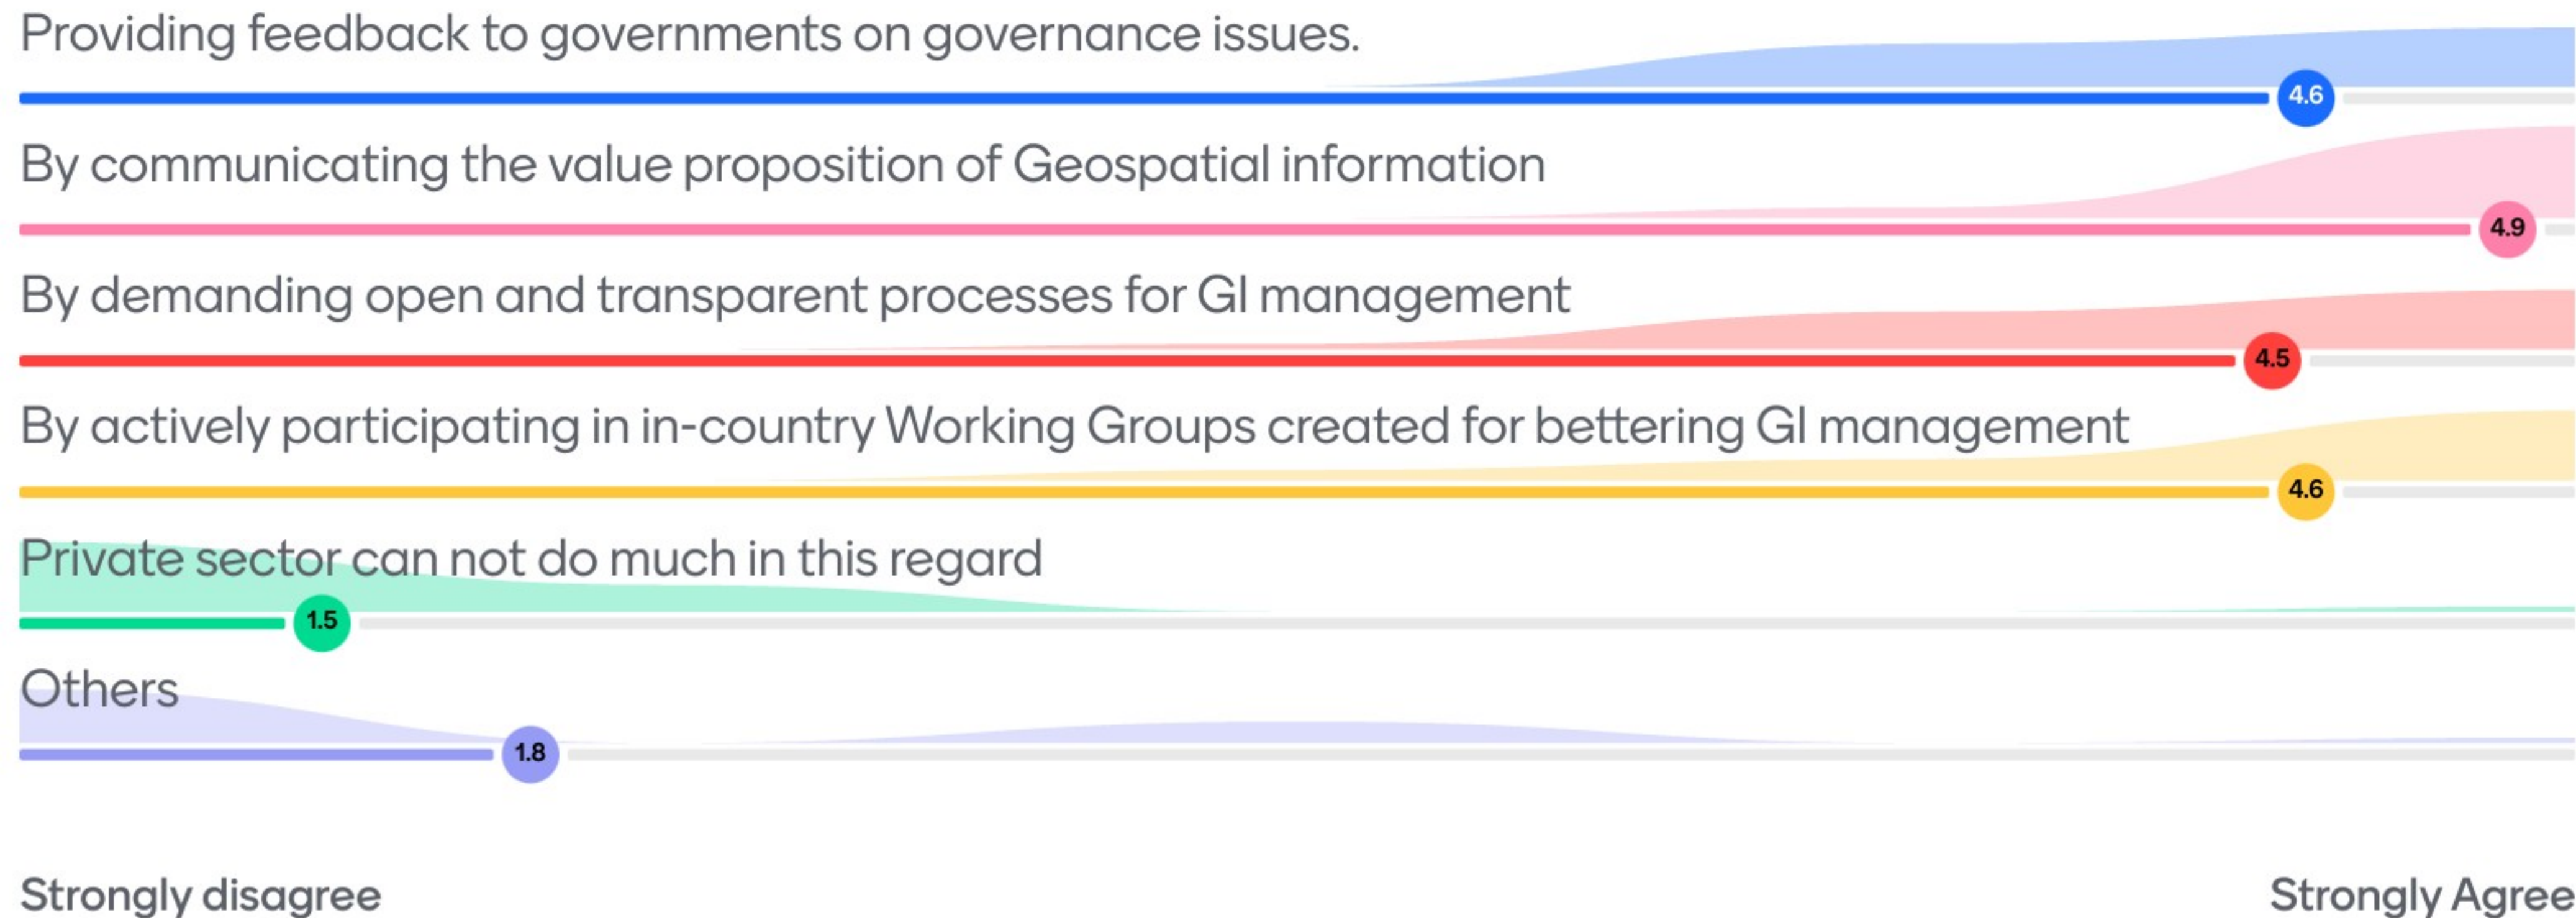 Providing feedback to governments on governance issues.
4.6
By communicating the value proposition of Geospatial information
4.9
By demanding open and transparent processes for GI management
4.5
By actively participating in in-country Working Groups created for bettering GI management
4.6
Private sector can not do much in this regard
1.5
Others
1.8
Strongly disagree
Strongly Agree